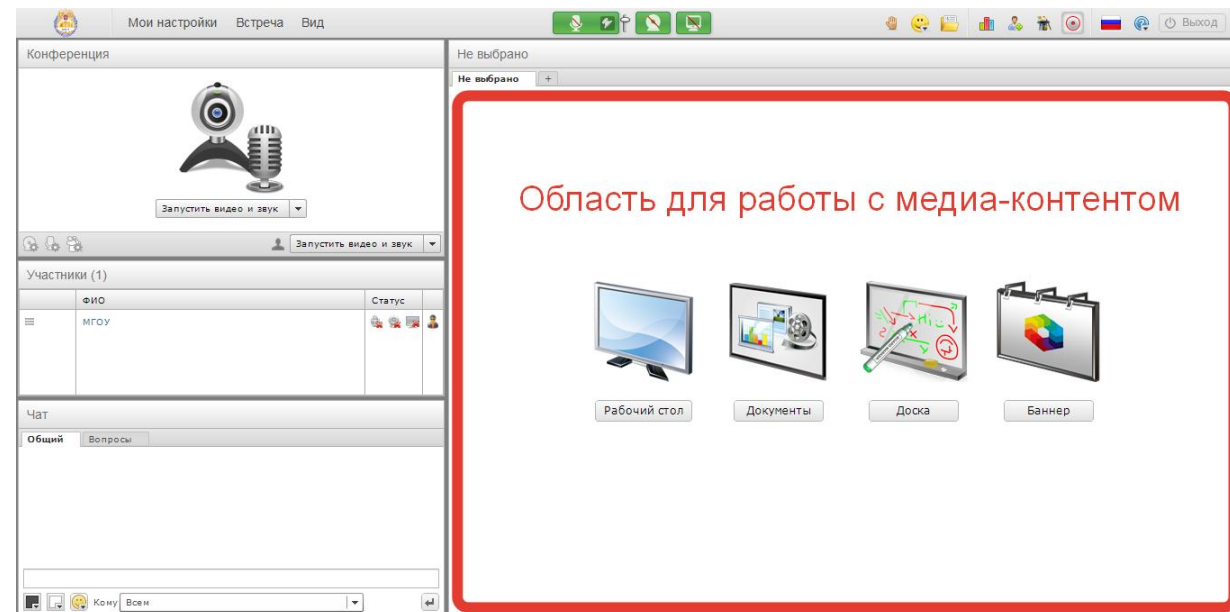 Мои настройки Встреча Вид
Выход
Конференция
Запустить видео и звук
Запустить видео и звук
Участники (1)
ФИО Статус
МГОУ
Чат
Общий Вопросы
Кому Всем
Не выбрано
Не выбрано +
Область для работы с медиа-контентом
Рабочий стол Документы Доска Баннер